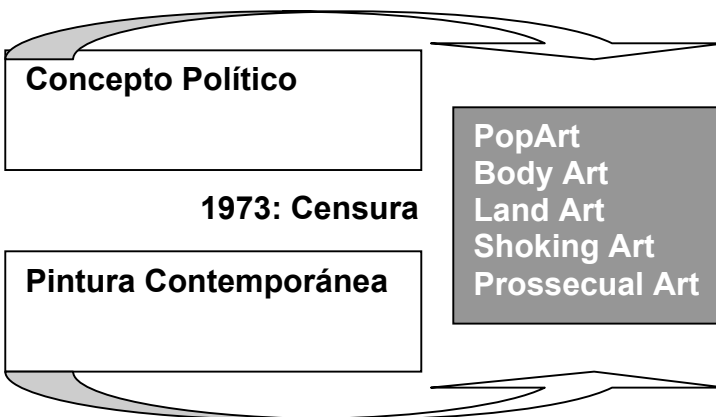 Concepto Político
1973: Censura
Pintura Contemporánea
PopArt
Body Art
Land Art
Shoking Art
Prossecual Art